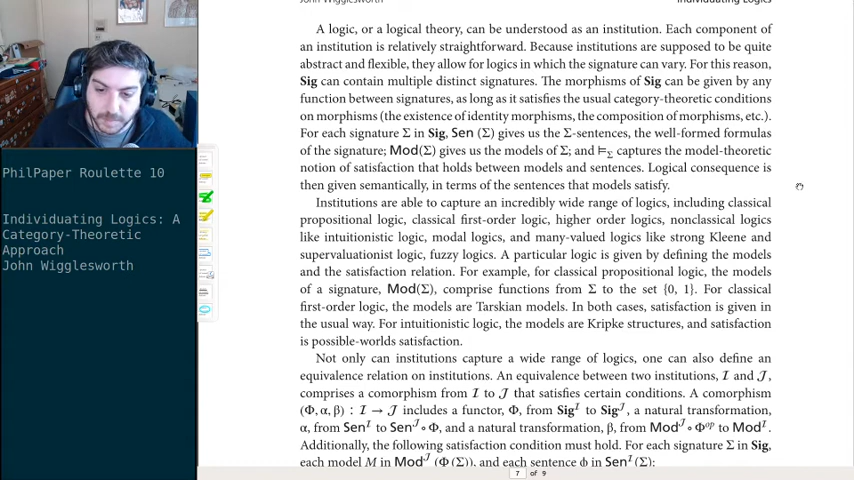 John Wigglesworth
Individuating Logics
A logic, or a logical theory, can be understood as an institution. Each component of
an institution is relatively straightforward. Because institutions are supposed to be quite
abstract and flexible, they allow for logics in which the signature can vary. For this reason,
Sig can contain multiple distinct signatures. The morphisms of Sig can be given by any
function between signatures, as long as it satisfies the usual category-theoretic conditions
on morphisms (the existence of identity morphisms, the composition of morphisms, etc.).
For each signature Σ in Sig, Sen (Σ) gives us the Σ-sentences, the well-formed formulas
of the signature; Mod(Σ) gives us the models of Σ; and ⊨Σ captures the model-theoretic
notion of satisfaction that holds between models and sentences. Logical consequence is
then given semantically, in terms of the sentences that models satisfy.
Institutions are able to capture an incredibly wide range of logics, including classical
propositional logic, classical first-order logic, higher order logics, nonclassical logics
like intuitionistic logic, modal logics, and many-valued logics like strong Kleene and
supervaluationist logic, fuzzy logics. A particular logic is given by defining the models
and the satisfaction relation. For example, for classical propositional logic, the models
of a signature, Mod(Σ), comprise functions from Σ to the set {0, 1}. For classical
first-order logic, the models are Tarskian models. In both cases, satisfaction is given in
the usual way. For intuitionistic logic, the models are Kripke structures, and satisfaction
is possible-worlds satisfaction.
Not only can institutions capture a wide range of logics, one can also define an
equivalence relation on institutions. An equivalence between two institutions, I and J,
comprises a comorphism from I to J that satisfies certain conditions. A comorphism
(Φ, α, β) : I → J includes a functor, Φ, from Sig^I to Sig^J, a natural transformation,
α, from Sen^I to Sen^J ∘ Φ, and a natural transformation, β, from Mod^J ∘ Φ^op to Mod^I.
Additionally, the following satisfaction condition must hold. For each signature Σ in Sig,
each model M in Mod^J (Φ (Σ)), and each sentence ϕ in Sen^I (Σ):
7 of 9
PhilPaper Roulette 10
Individuating Logics: A
Category-Theoretic
Approach
John Wigglesworth